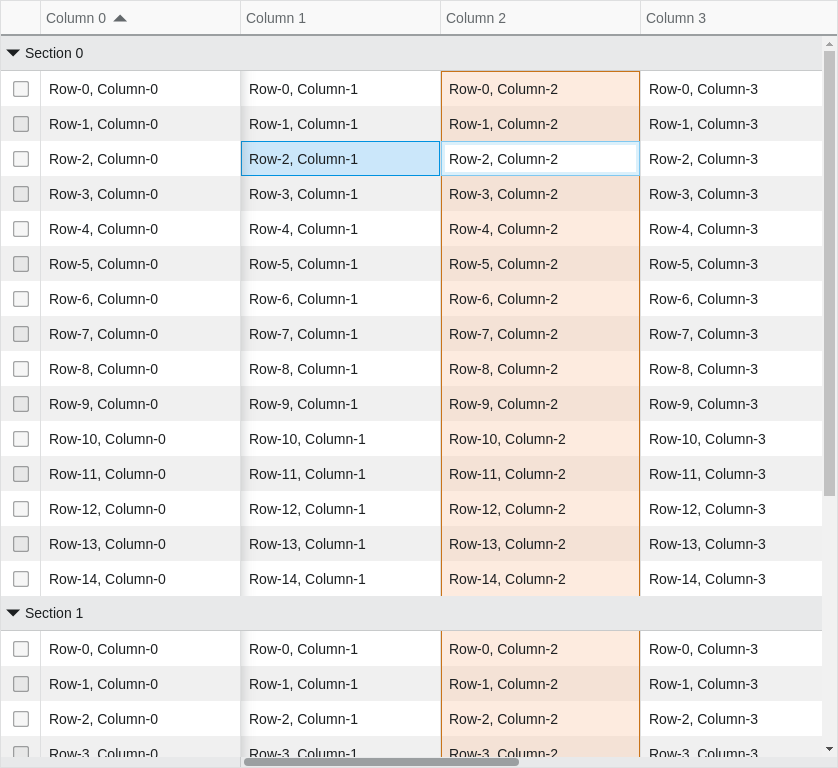 Column 0 Column 1 Column 2 Column 3
Section 0
Row-0, Column-0 Row-0, Column-1 Row-0, Column-2 Row-0, Column-3
Row-1, Column-0 Row-1, Column-1 Row-1, Column-2 Row-1, Column-3
Row-2, Column-0 Row-2, Column-1 Row-2, Column-2 Row-2, Column-3
Row-3, Column-0 Row-3, Column-1 Row-3, Column-2 Row-3, Column-3
Row-4, Column-0 Row-4, Column-1 Row-4, Column-2 Row-4, Column-3
Row-5, Column-0 Row-5, Column-1 Row-5, Column-2 Row-5, Column-3
Row-6, Column-0 Row-6, Column-1 Row-6, Column-2 Row-6, Column-3
Row-7, Column-0 Row-7, Column-1 Row-7, Column-2 Row-7, Column-3
Row-8, Column-0 Row-8, Column-1 Row-8, Column-2 Row-8, Column-3
Row-9, Column-0 Row-9, Column-1 Row-9, Column-2 Row-9, Column-3
Row-10, Column-0 Row-10, Column-1 Row-10, Column-2 Row-10, Column-3
Row-11, Column-0 Row-11, Column-1 Row-11, Column-2 Row-11, Column-3
Row-12, Column-0 Row-12, Column-1 Row-12, Column-2 Row-12, Column-3
Row-13, Column-0 Row-13, Column-1 Row-13, Column-2 Row-13, Column-3
Row-14, Column-0 Row-14, Column-1 Row-14, Column-2 Row-14, Column-3
Section 1
Row-0, Column-0 Row-0, Column-1 Row-0, Column-2 Row-0, Column-3
Row-1, Column-0 Row-1, Column-1 Row-1, Column-2 Row-1, Column-3
Row-2, Column-0 Row-2, Column-1 Row-2, Column-2 Row-2, Column-3
Row-3, Column-0 Row-3, Column-1 Row-3, Column-2 Row-3, Column-3